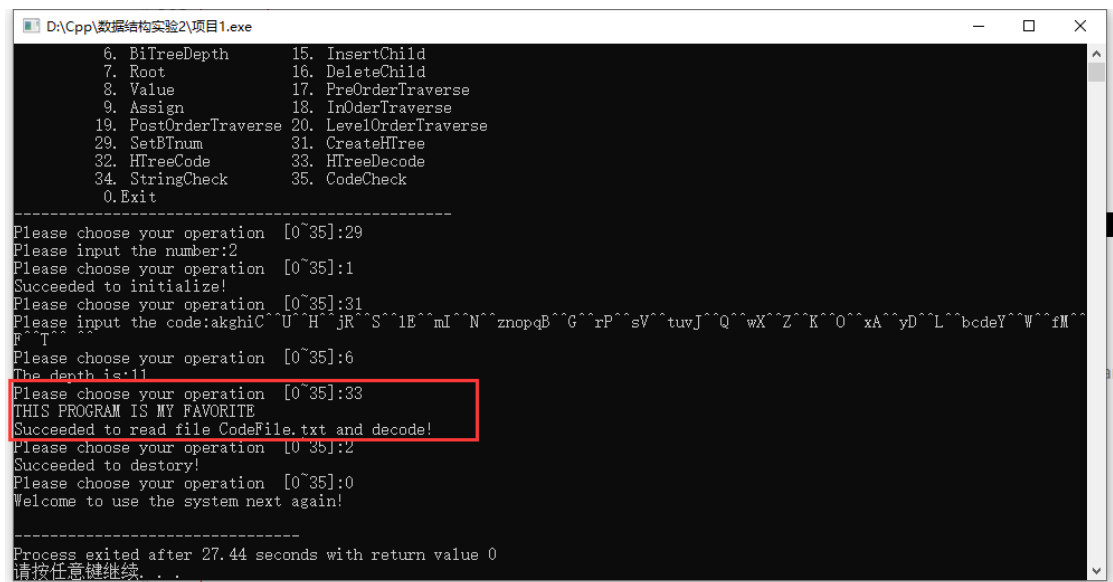 D:\Cpp\数据结构实验2\项目1.exe
6. BiTreeDepth 15. InsertChild
7. Root 16. DeleteChild
8. Value 17. PreOrderTraverse
9. Assign 18. InOderTraverse
19. PostOrderTraverse 20. LevelOrderTraverse
29. SetBTnum 31. CreateHTree
32. HTreeCode 33. HTreeDecode
34. StringCheck 35. CodeCheck
0.Exit
-------------------------------------------------
Please choose your operation [0~35]:29
Please input the number:2
Please choose your operation [0~35]:1
Succeeded to initialize!
Please choose your operation [0~35]:31
Please input the code:akghiC^^U^^H^^jR^^S^^lE^^mI^^N^^znopqB^^G^^rP^^sV^^tuvJ^^Q^^wX^^Z^^K^^O^^xA^^yD^^L^^bcdeY^^W^^fM^^
F^^T^^ ^^
Please choose your operation [0~35]:6
The depth is:11
Please choose your operation [0~35]:33
THIS PROGRAM IS MY FAVORITE
Succeeded to read file CodeFile.txt and decode!
Please choose your operation [0~35]:2
Succeeded to destory!
Please choose your operation [0~35]:0
Welcome to use the system next again!
--------------------------------
Process exited after 27.44 seconds with return value 0
请按任意键继续. . .